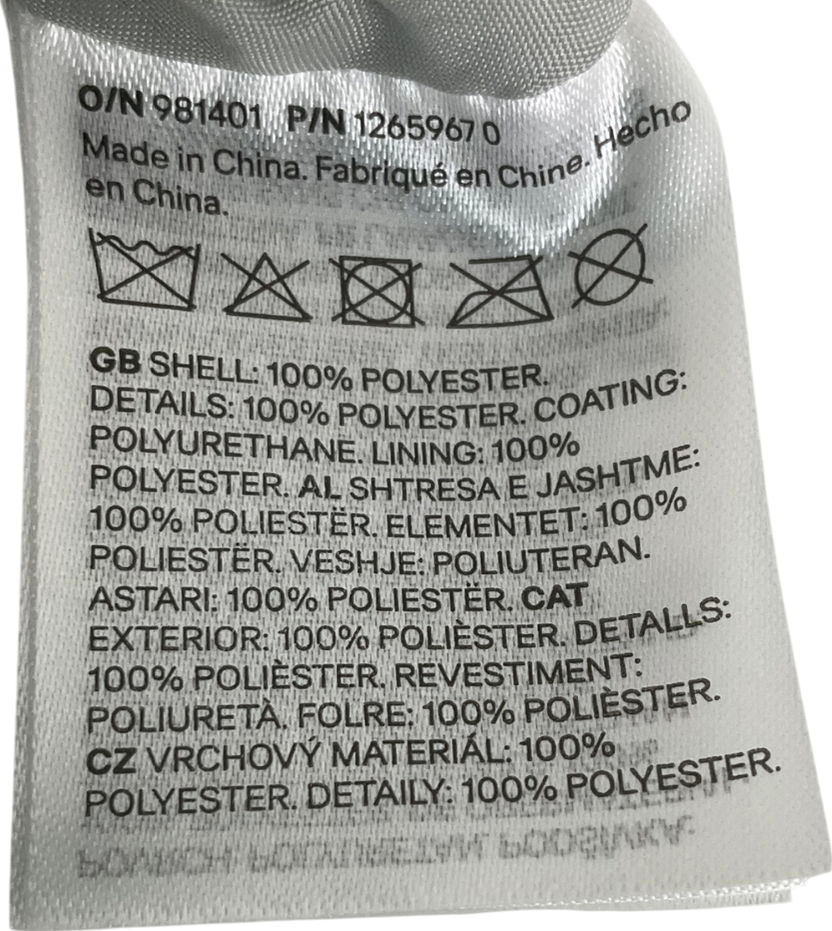 O/N 981401 P/N 1265967 0
Made in China. Fabriqué en Chine. Hecho
en China.
GB SHELL: 100% POLYESTER.
DETAILS: 100% POLYESTER. COATING:
POLYURETHANE. LINING: 100%
POLYESTER. AL SHTRESA E JASHTME:
100% POLIESTËR. ELEMENTET: 100%
POLIESTËR. VESHJE: POLIUTERAN.
ASTARI: 100% POLIESTËR. CAT
EXTERIOR: 100% POLIÈSTER. DETALLS:
100% POLIÈSTER. REVESTIMENT:
POLIURETÀ. FOLRE: 100% POLIÈSTER.
CZ VRCHOVÝ MATERIÁL: 100%
POLYESTER. DETAILY: 100% POLYESTER.